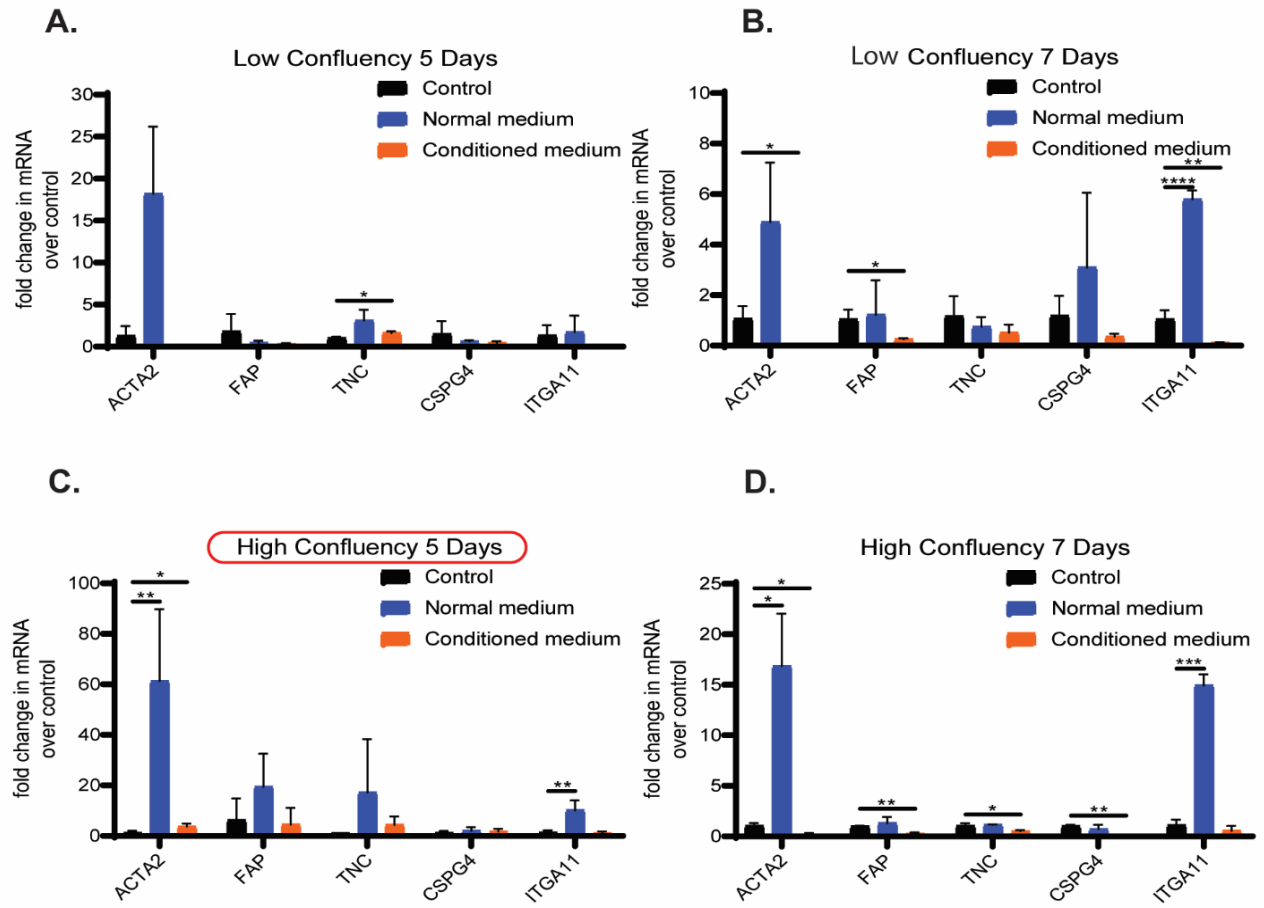 A.
Low Confluency 5 Days
Control
Normal medium
Conditioned medium
fold change in mRNA
over control
30
25
20
15
10
5
0
*
ACTA2
FAP
TNC
CSPG4
ITGA11
B.
Low Confluency 7 Days
Control
Normal medium
Conditioned medium
fold change in mRNA
over control
10
8
6
4
2
0
*
*
**
****
ACTA2
FAP
TNC
CSPG4
ITGA11
C.
High Confluency 5 Days
Control
Normal medium
Conditioned medium
fold change in mRNA
over control
100
80
60
40
20
0
*
**
**
ACTA2
FAP
TNC
CSPG4
ITGA11
D.
High Confluency 7 Days
Control
Normal medium
Conditioned medium
fold change in mRNA
over control
25
20
15
10
5
0
*
*
**
*
**
***
ACTA2
FAP
TNC
CSPG4
ITGA11